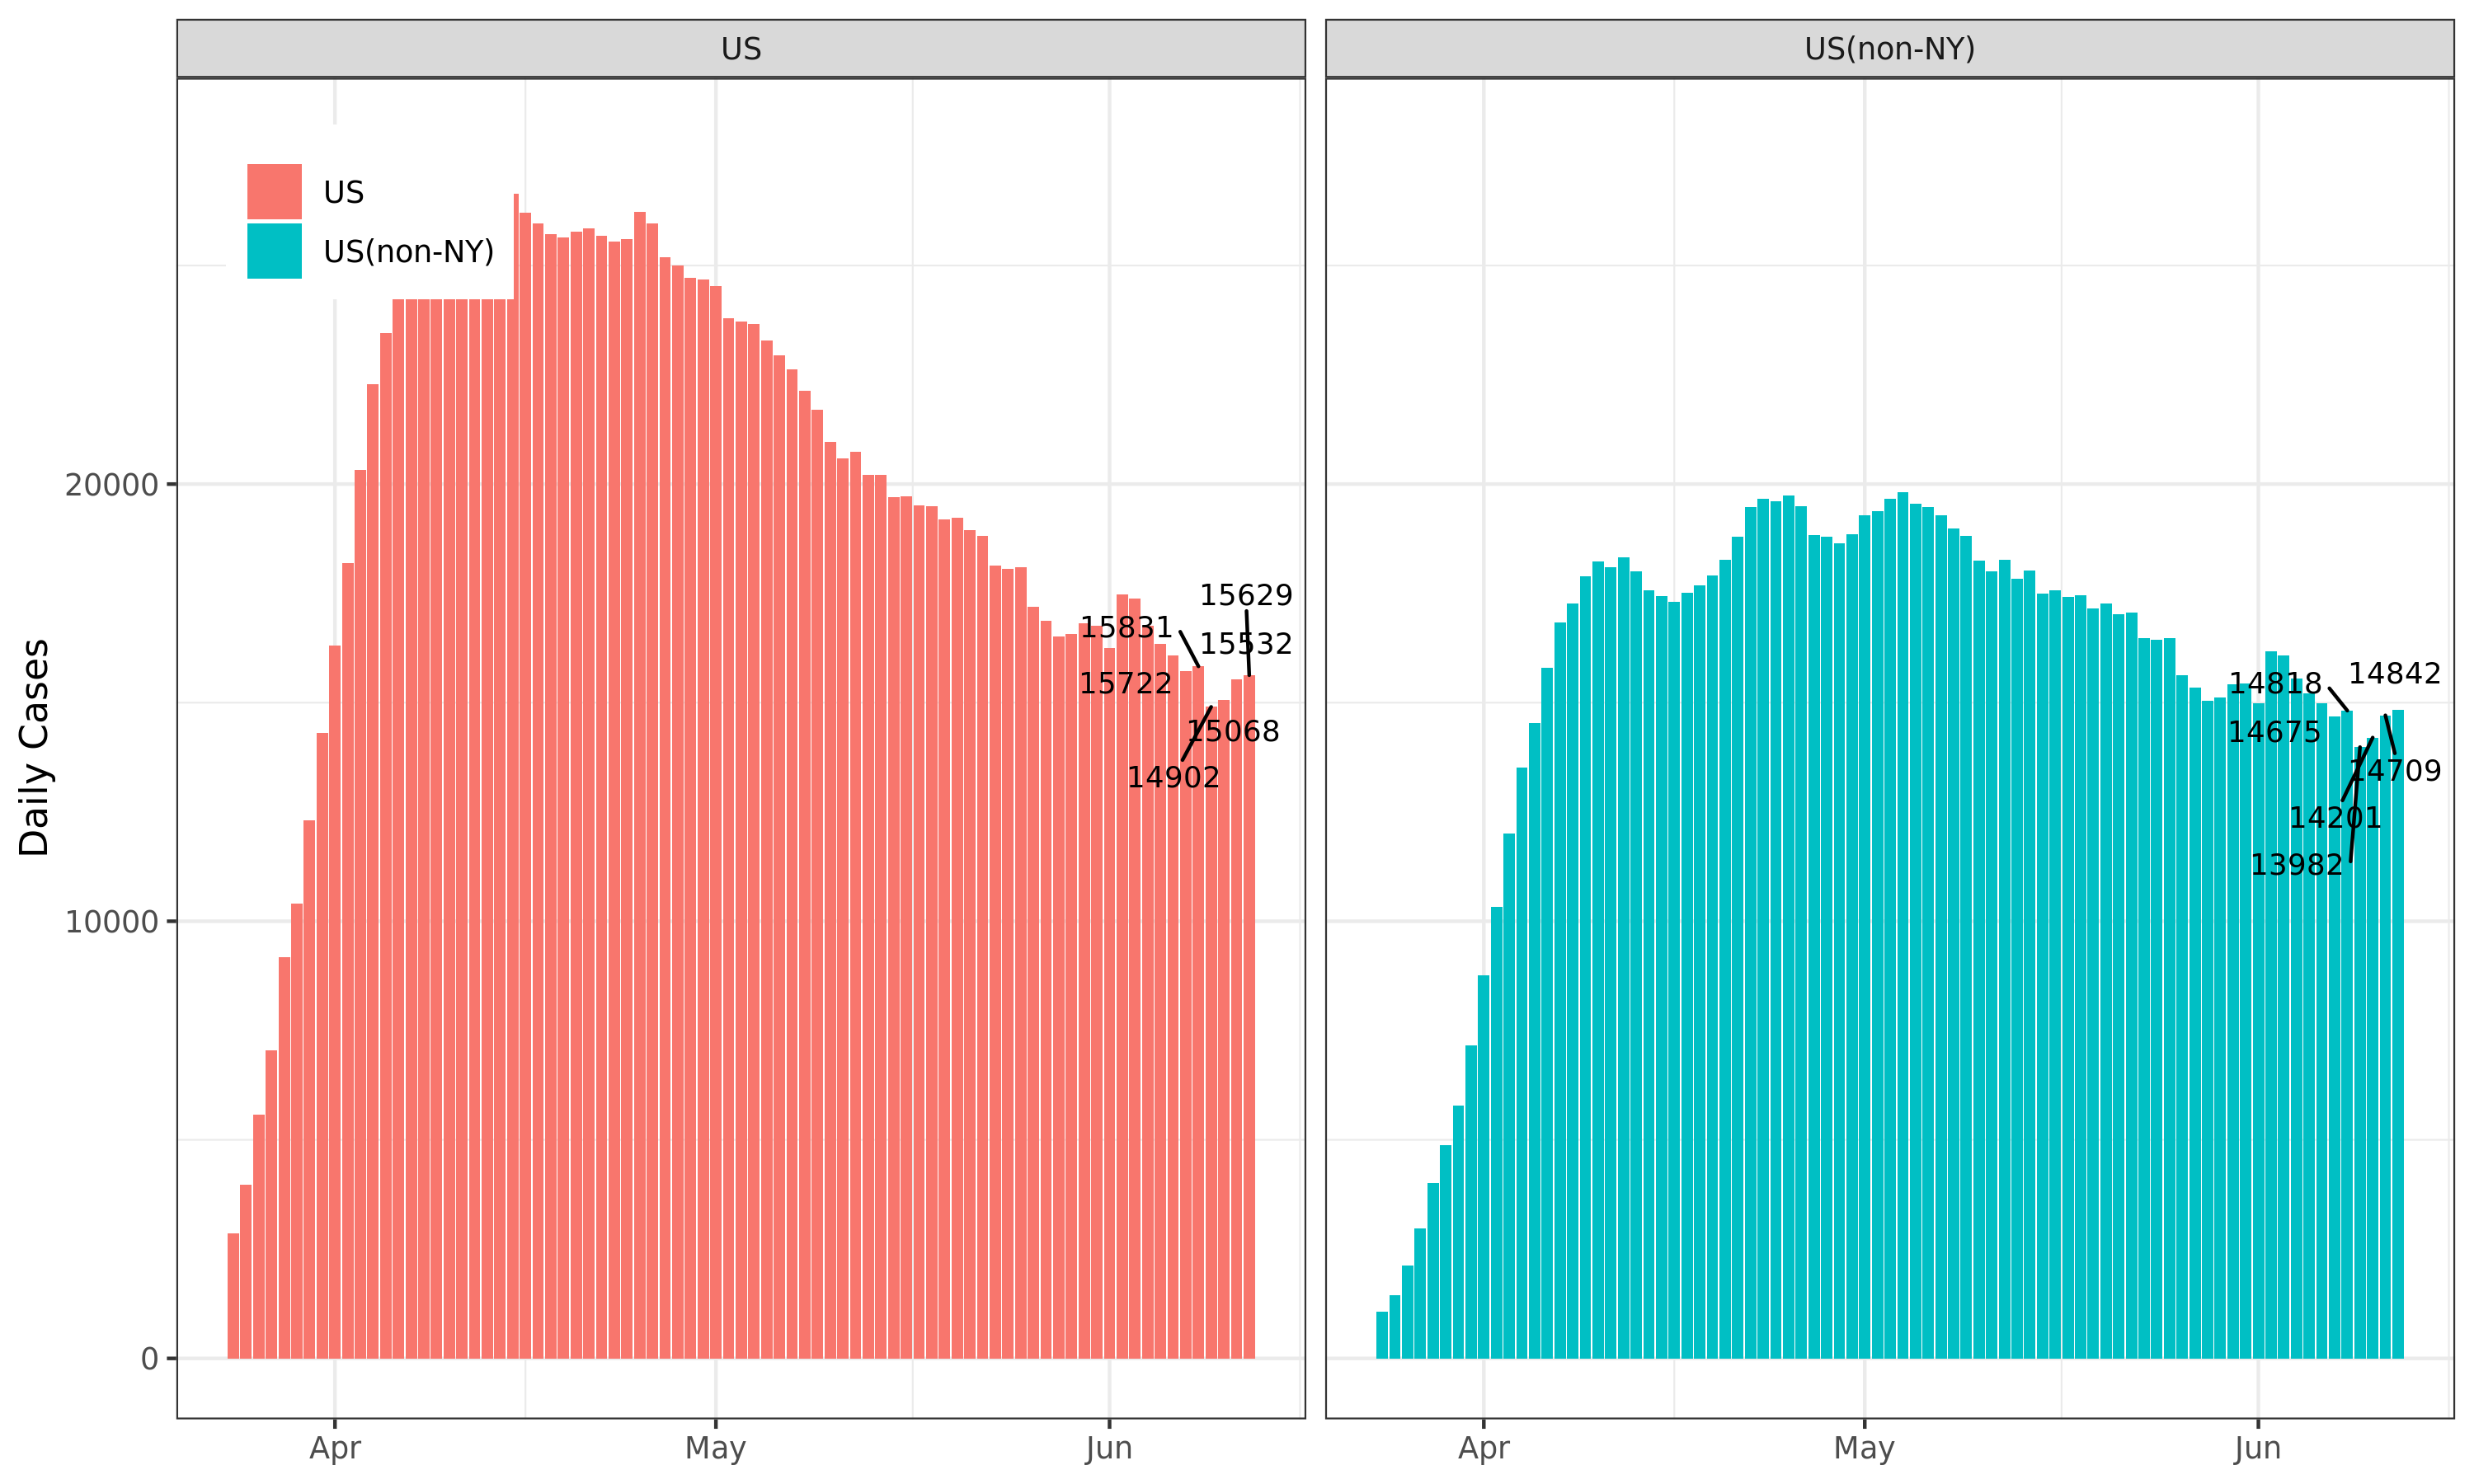 US
US(non-NY)
US
US(non-NY)
Daily Cases
20000
10000
0
15629
15831
15532
15722
15068
14902
14842
14818
14675
14709
14201
13982
Apr
May
Jun
Apr
May
Jun